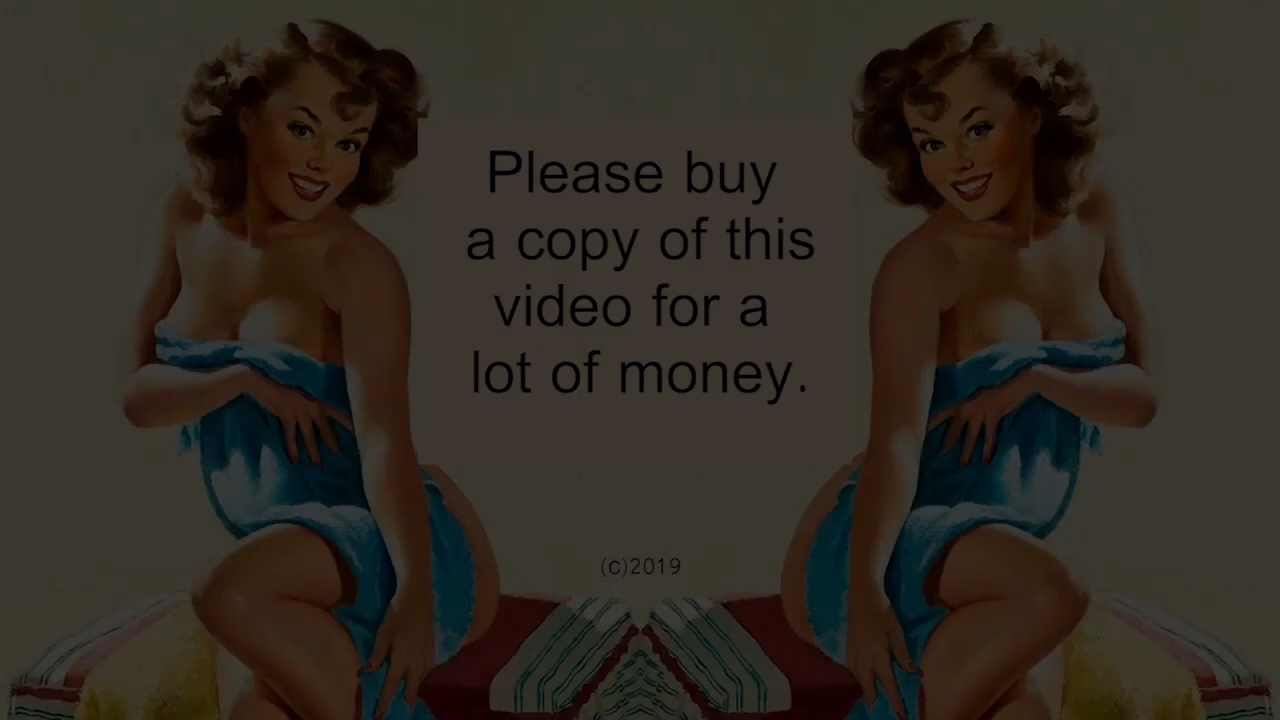 Please buy
a copy of this
video for a
lot of money.
(c)2019